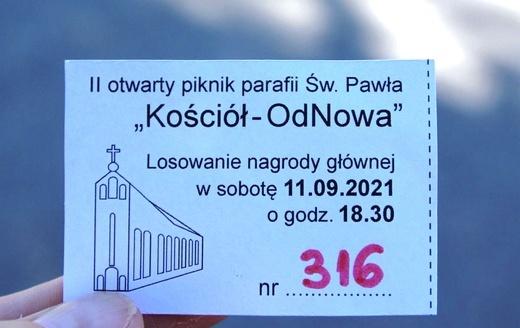 II otwarty piknik parafii Św. Pawła
„Kościół-OdNowa”
Losowanie nagrody głównej
w sobotę 11.09.2021
o godz. 18.30
nr 316